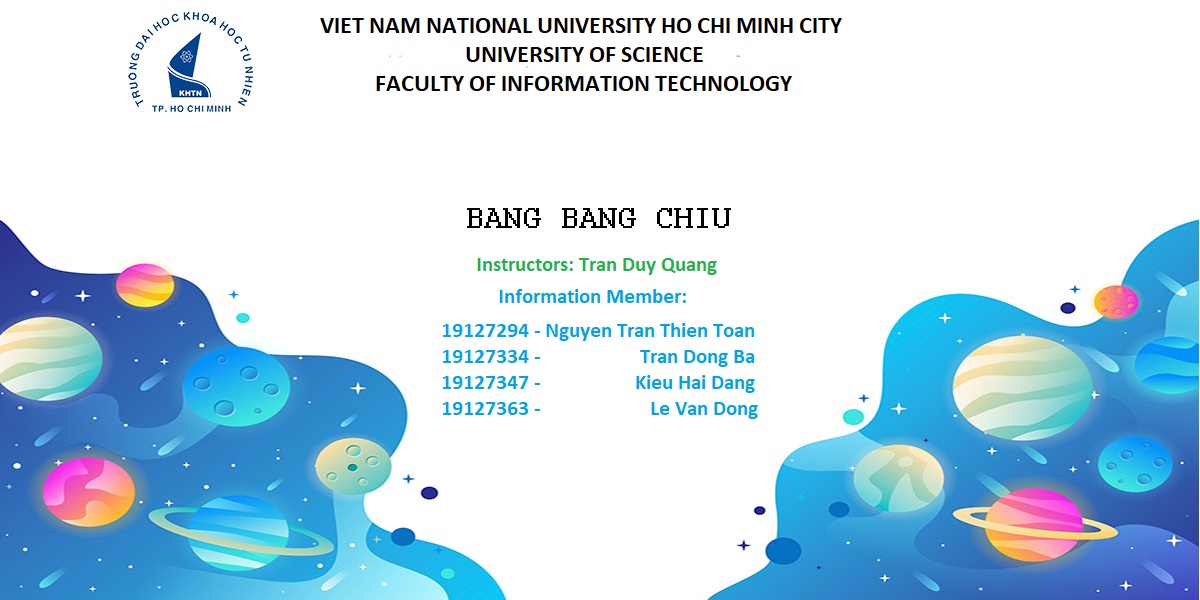 TRUONG DAI HOC KHOA HOC TU NHIEN
KHTN
TP. HO CHI MINH
VIET NAM NATIONAL UNIVERSITY HO CHI MINH CITY
UNIVERSITY OF SCIENCE
FACULTY OF INFORMATION TECHNOLOGY
BANG BANG CHIU
Instructors: Tran Duy Quang
Information Member:
19127294 - Nguyen Tran Thien Toan
19127334 - Tran Dong Ba
19127347 - Kieu Hai Dang
19127363 - Le Van Dong